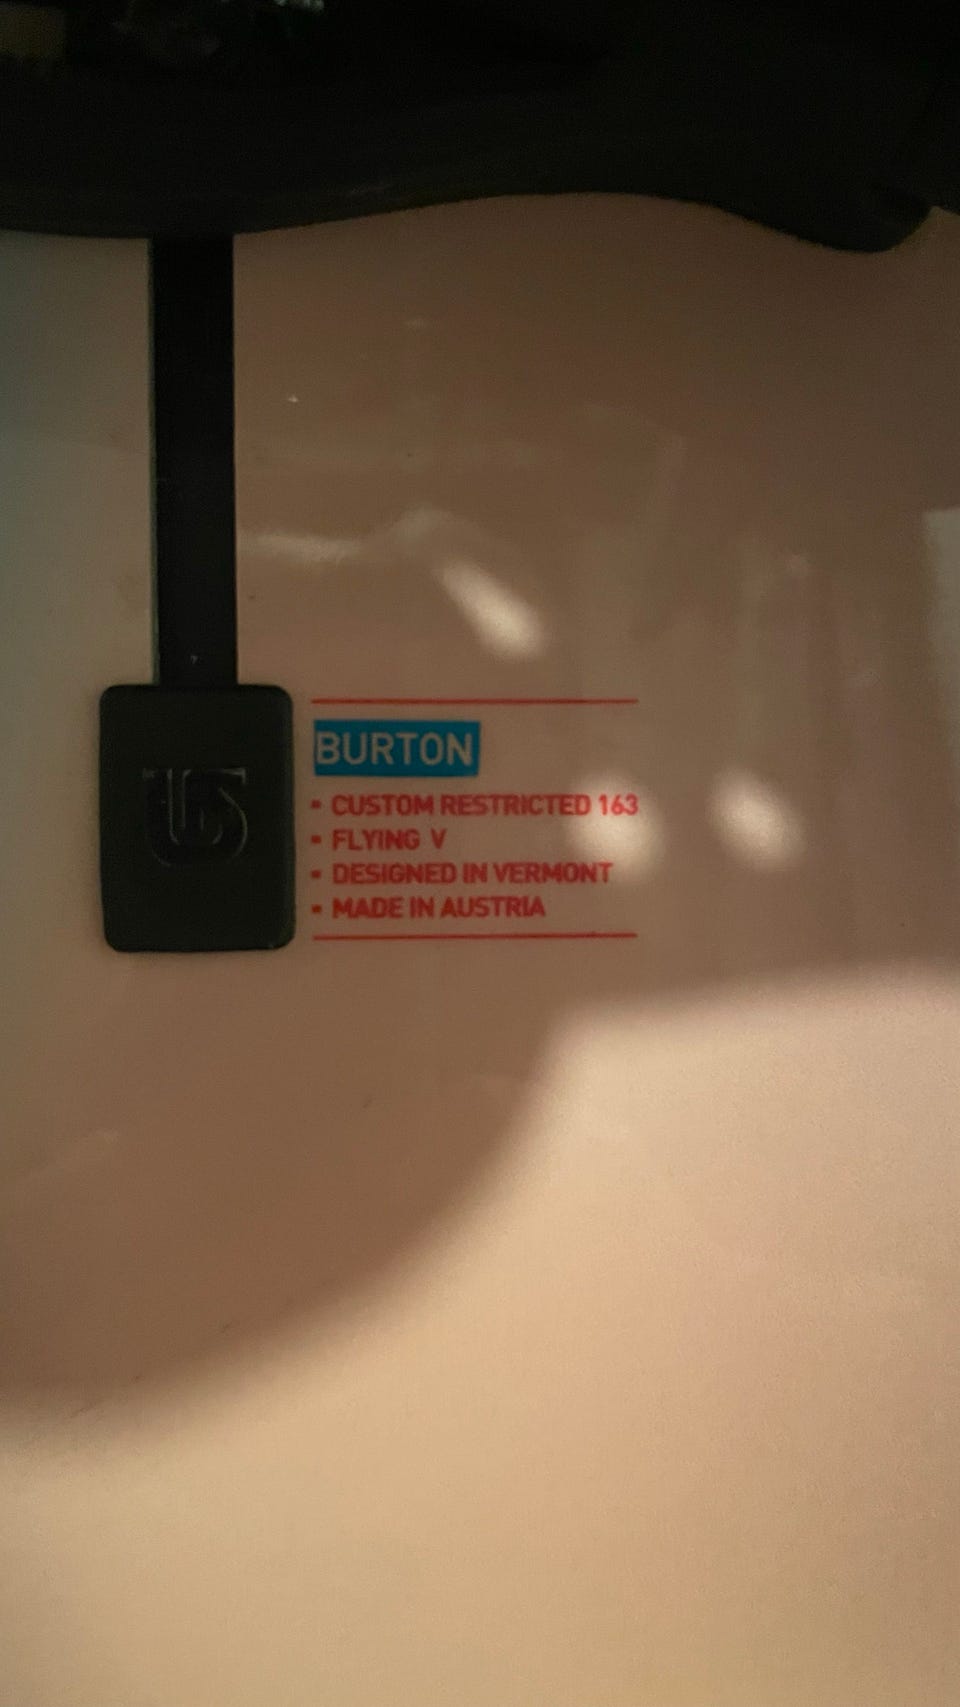 BURTON
▪ CUSTOM RESTRICTED 163
▪ FLYING V
▪ DESIGNED IN VERMONT
▪ MADE IN AUSTRIA